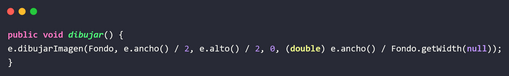 public void dibujar() {
e.dibujarImagen(Fondo, e.ancho() / 2, e.alto() / 2, 0, (double) e.ancho() / Fondo.getWidth(null));
}